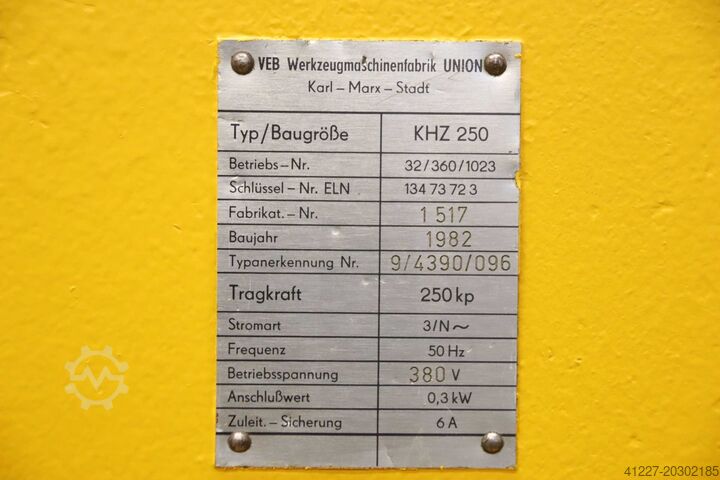 VEB Werkzeugmaschinenfabrik UNION
Karl – Marx – Stadt
Typ/Baugröße KHZ 250
Betriebs – Nr. 32/360/1023
Schlüssel – Nr. ELN 134 73 72 3
Fabrikat. – Nr. 1 517
Baujahr 1982
Typanerkennung Nr. 9/4390/096
Tragkraft 250 kp
Stromart 3/N ~
Frequenz 50 Hz
Betriebsspannung 380 V
Anschlußwert 0,3 kW
Zuleit. – Sicherung 6 A
41227-20302185